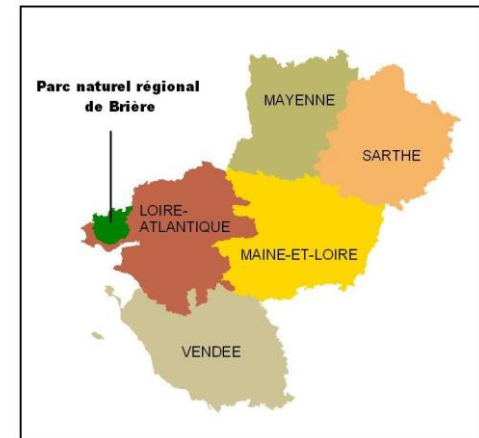 Parc naturel régional
de Brière
MAYENNE
SARTHE
LOIRE-
ATLANTIQUE
MAINE-ET-LOIRE
VENDEE